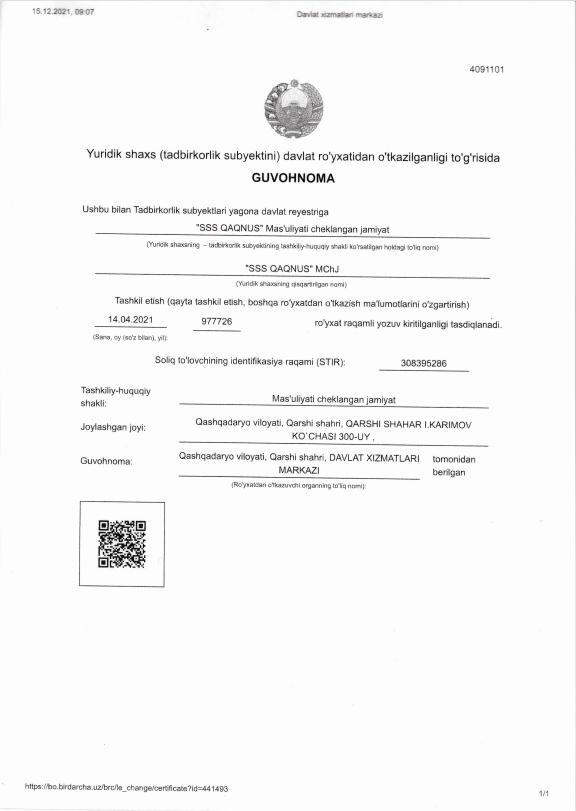 15.12.2021, 09:07
Davlat xizmatlari markazi
4091101
Yuridik shaxs (tadbirkorlik subyektini) davlat ro'yxatidan o'tkazilganligi to'g'risida
GUVOHNOMA
Ushbu bilan Tadbirkorlik subyektlari yagona davlat reyestriga
"SSS QAQNUS" Mas'uliyati cheklangan jamiyat
(Yuridik shaxsning – tadbirkorlik subyektining tashkiliy-huquqiy shakli ko'rsatilgan holdagi to'liq nomi)
"SSS QAQNUS" MChJ
(Yuridik shaxsning qisqartirilgan nomi)
Tashkil etish (qayta tashkil etish, boshqa ro'yxatdan o'tkazish ma'lumotlarini o'zgartirish)
14.04.2021 977726 ro'yxat raqamli yozuv kiritilganligi tasdiqlanadi.
(Sana, oy (so'z bilan), yil):
Soliq to'lovchining identifikasiya raqami (STIR): 308395286
Tashkiliy-huquqiy
shakli: Mas'uliyati cheklangan jamiyat
Joylashgan joyi: Qashqadaryo viloyati, Qarshi shahri, QARSHI SHAHAR I.KARIMOV
KO`CHASI 300-UY ,
Guvohnoma: Qashqadaryo viloyati, Qarshi shahri, DAVLAT XIZMATLARI tomonidan
MARKAZI berilgan
(Ro'yxatdan o'tkazuvchi organning to'liq nomi):
https://bo.birdarcha.uz/brc/le_change/certificate?id=441493
1/1